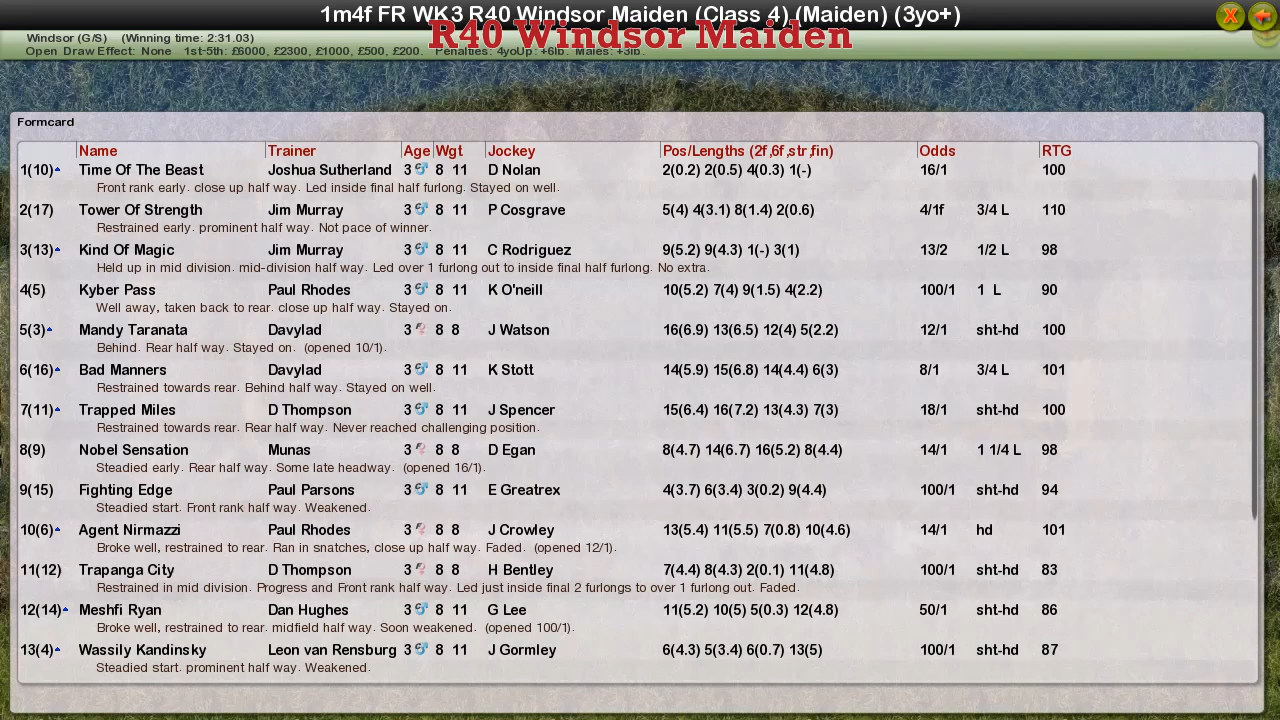 1m4f FR WK3 R40 Windsor Maiden (Class 4) (Maiden) (3yo+)
R40 Windsor Maiden
Windsor (G/S) (Winning time: 2:31.03)
Open Draw Effect: None 1st-5th: £6000, £2300, £1000, £500, £200. Penalties: 4yoUp: +6lb. Males: +3lb.
Formcard
Name Trainer Age Wgt Jockey Pos/Lengths (2f,6f,str,fin) Odds RTG
1(10) Time Of The Beast Joshua Sutherland 3 8 11 D Nolan 2(0.2) 2(0.5) 4(0.3) 1(-) 16/1 100
Front rank early. close up half way. Led inside final half furlong. Stayed on well.
2(17) Tower Of Strength Jim Murray 3 8 11 P Cosgrave 5(4) 4(3.1) 8(1.4) 2(0.6) 4/1f 3/4 L 110
Restrained early. prominent half way. Not pace of winner.
3(13) Kind Of Magic Jim Murray 3 8 11 C Rodriguez 9(5.2) 9(4.3) 1(-) 3(1) 13/2 1/2 L 98
Held up in mid division. mid-division half way. Led over 1 furlong out to inside final half furlong. No extra.
4(5) Kyber Pass Paul Rhodes 3 8 11 K O'neill 10(5.2) 7(4) 9(1.5) 4(2.2) 100/1 1 L 90
Well away, taken back to rear. close up half way. Stayed on.
5(3) Mandy Taranata Davylad 3 8 8 J Watson 16(6.9) 13(6.5) 12(4) 5(2.2) 12/1 sht-hd 100
Behind. Rear half way. Stayed on. (opened 10/1).
6(16) Bad Manners Davylad 3 8 11 K Stott 14(5.9) 15(6.8) 14(4.4) 6(3) 8/1 3/4 L 101
Restrained towards rear. Behind half way. Stayed on well.
7(11) Trapped Miles D Thompson 3 8 11 J Spencer 15(6.4) 16(7.2) 13(4.3) 7(3) 18/1 sht-hd 100
Restrained towards rear. Rear half way. Never reached challenging position.
8(9) Nobel Sensation Munas 3 8 8 D Egan 8(4.7) 14(6.7) 16(5.2) 8(4.4) 14/1 1 1/4 L 98
Steadied early. Rear half way. Some late headway. (opened 16/1).
9(15) Fighting Edge Paul Parsons 3 8 11 E Greatrex 4(3.7) 6(3.4) 3(0.2) 9(4.4) 100/1 sht-hd 94
Steadied start. Front rank half way. Weakened.
10(6) Agent Nirmazzi Paul Rhodes 3 8 8 J Crowley 13(5.4) 11(5.5) 7(0.8) 10(4.6) 14/1 hd 101
Broke well, restrained to rear. Ran in snatches, close up half way. Faded. (opened 12/1).
11(12) Trapanga City D Thompson 3 8 8 H Bentley 7(4.4) 8(4.3) 2(0.1) 11(4.8) 100/1 sht-hd 83
Restrained in mid division. Progress and Front rank half way. Led just inside final 2 furlongs to over 1 furlong out. Faded.
12(14) Meshfi Ryan Dan Hughes 3 8 11 G Lee 11(5.2) 10(5) 5(0.3) 12(4.8) 50/1 sht-hd 86
Broke well, restrained to rear. midfield half way. Soon weakened. (opened 100/1).
13(4) Wassily Kandinsky Leon van Rensburg 3 8 11 J Gormley 6(4.3) 5(3.4) 6(0.7) 13(5) 100/1 sht-hd 87
Steadied start. prominent half way. Weakened.